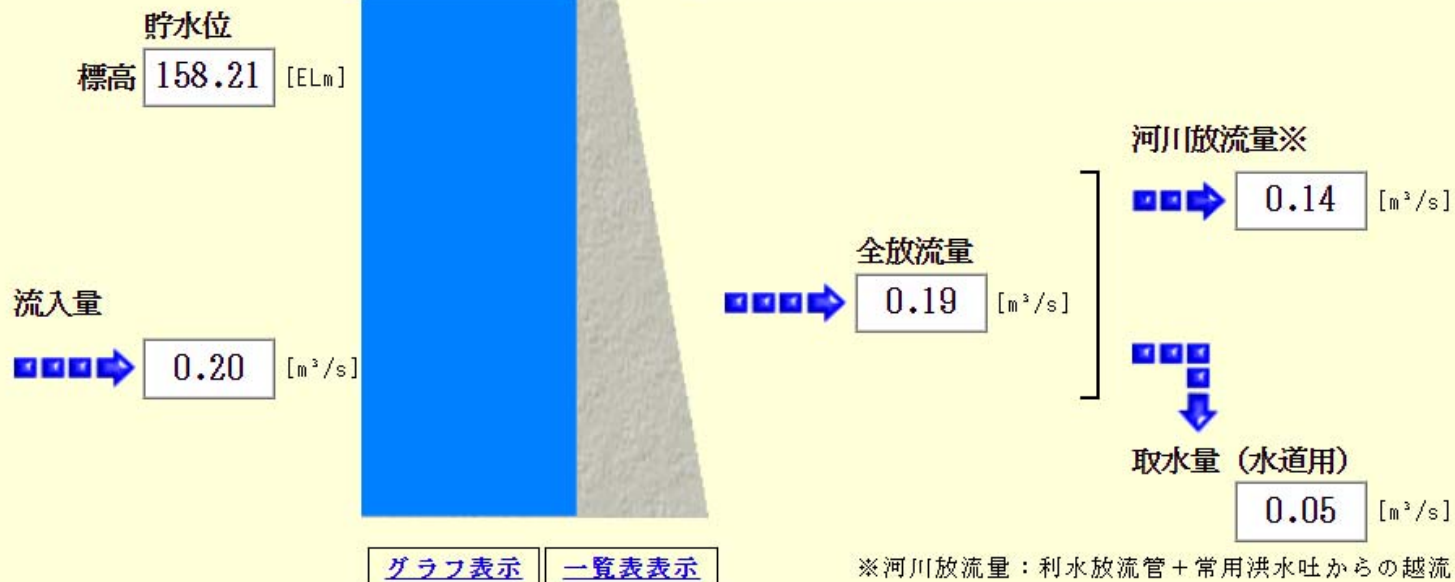 貯水位
標高 158.21 [ELm]
河川放流量※
0.14 [m³/s]
全放流量
0.19 [m³/s]
流入量
0.20 [m³/s]
取水量（水道用）
0.05 [m³/s]
グラフ表示 一覧表表示
※河川放流量：利水放流管＋常用洪水吐からの越流